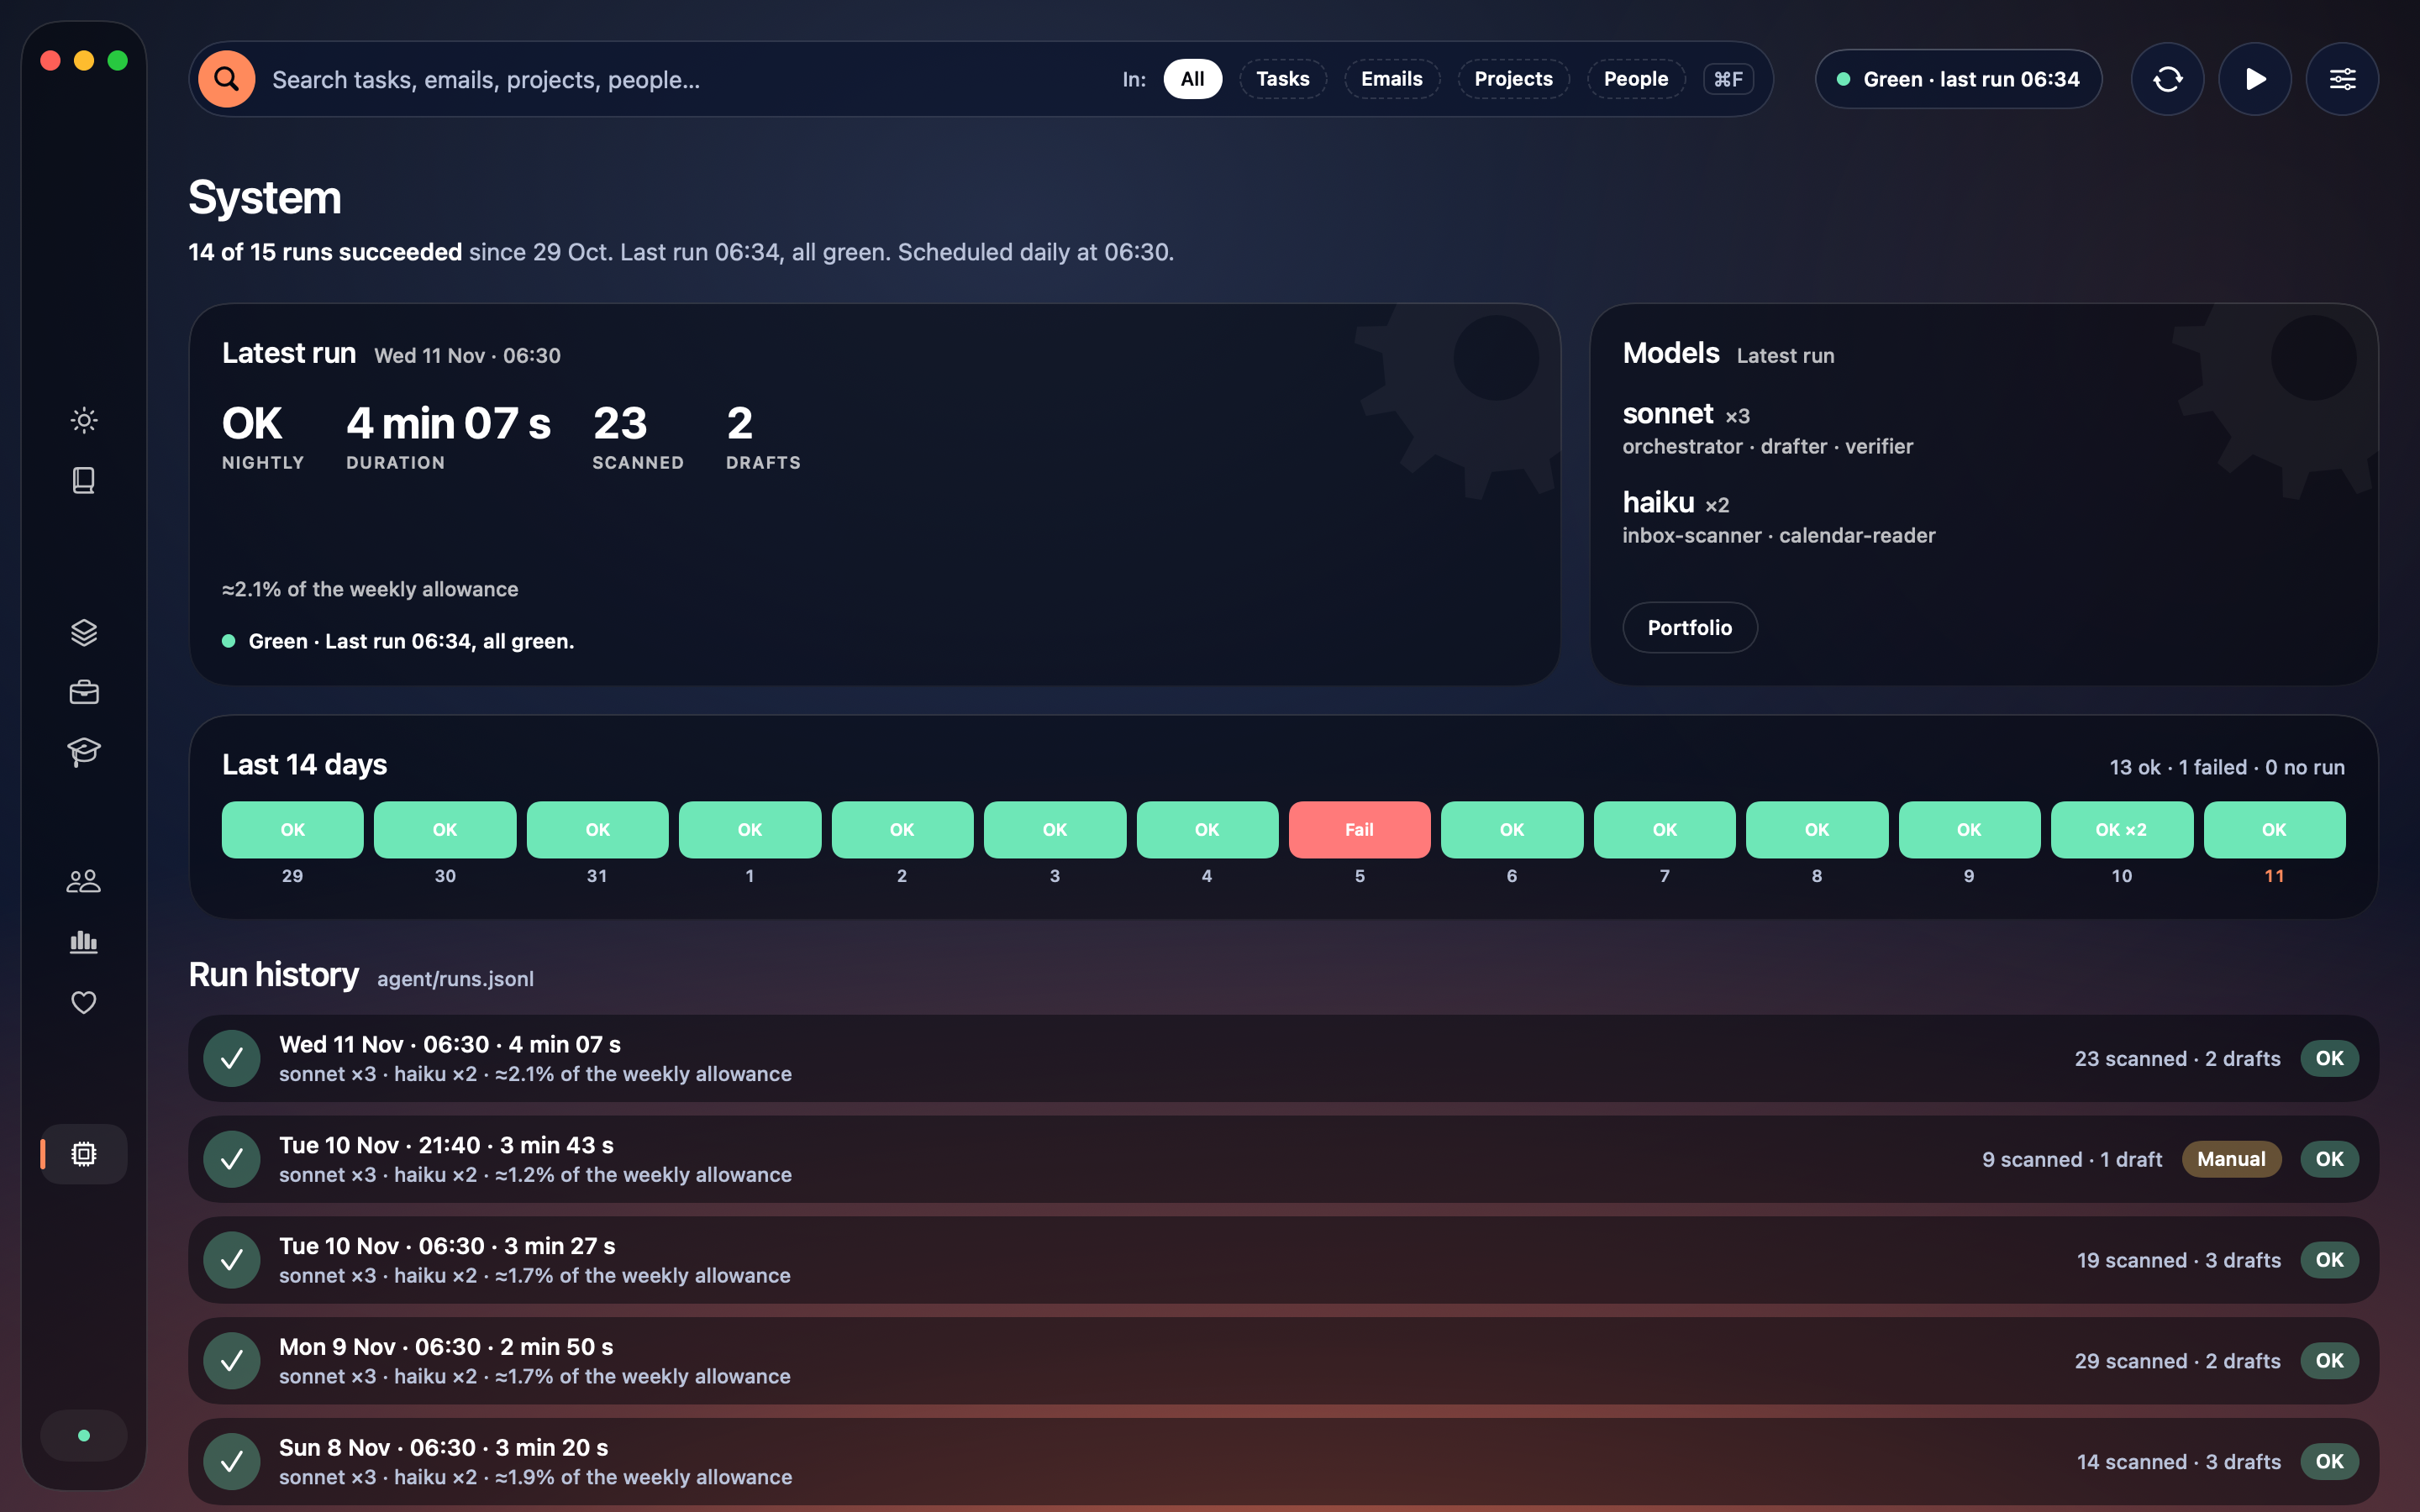 Search tasks, emails, projects, people...
In: All Tasks Emails Projects People ⌘F
Green · last run 06:34
System
14 of 15 runs succeeded since 29 Oct. Last run 06:34, all green. Scheduled daily at 06:30.
Latest run Wed 11 Nov · 06:30
OK 4 min 07 s 23 2
NIGHTLY DURATION SCANNED DRAFTS
≈2.1% of the weekly allowance
Green · Last run 06:34, all green.
Models Latest run
sonnet ×3
orchestrator · drafter · verifier
haiku ×2
inbox-scanner · calendar-reader
Portfolio
Last 14 days 13 ok · 1 failed · 0 no run
OK OK OK OK OK OK OK Fail OK OK OK OK OK ×2 OK
29 30 31 1 2 3 4 5 6 7 8 9 10 11
Run history agent/runs.jsonl
Wed 11 Nov · 06:30 · 4 min 07 s
sonnet ×3 · haiku ×2 · ≈2.1% of the weekly allowance
23 scanned · 2 drafts OK
Tue 10 Nov · 21:40 · 3 min 43 s
sonnet ×3 · haiku ×2 · ≈1.2% of the weekly allowance
9 scanned · 1 draft Manual OK
Tue 10 Nov · 06:30 · 3 min 27 s
sonnet ×3 · haiku ×2 · ≈1.7% of the weekly allowance
19 scanned · 3 drafts OK
Mon 9 Nov · 06:30 · 2 min 50 s
sonnet ×3 · haiku ×2 · ≈1.7% of the weekly allowance
29 scanned · 2 drafts OK
Sun 8 Nov · 06:30 · 3 min 20 s
sonnet ×3 · haiku ×2 · ≈1.9% of the weekly allowance
14 scanned · 3 drafts OK